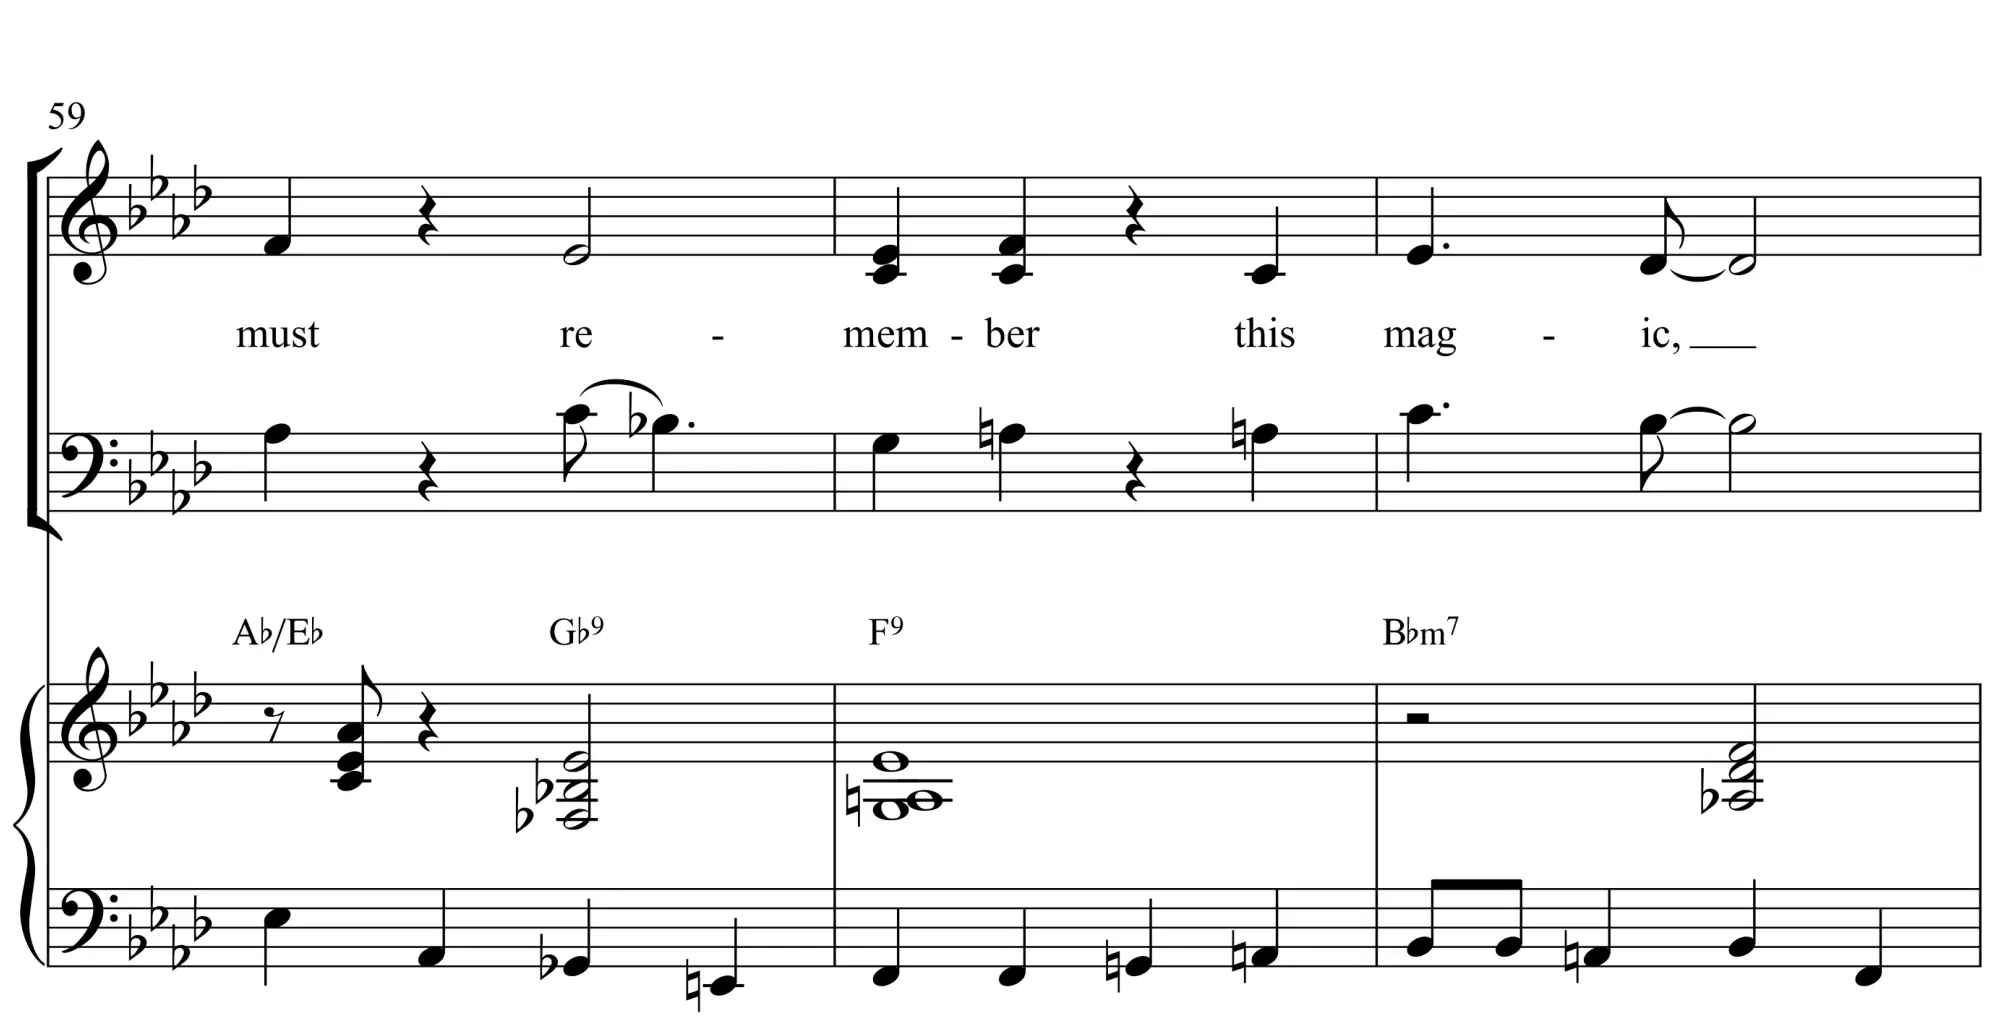 59
must re - mem - ber this mag - ic,
A♭/E♭ G♭9 F9 B♭m7